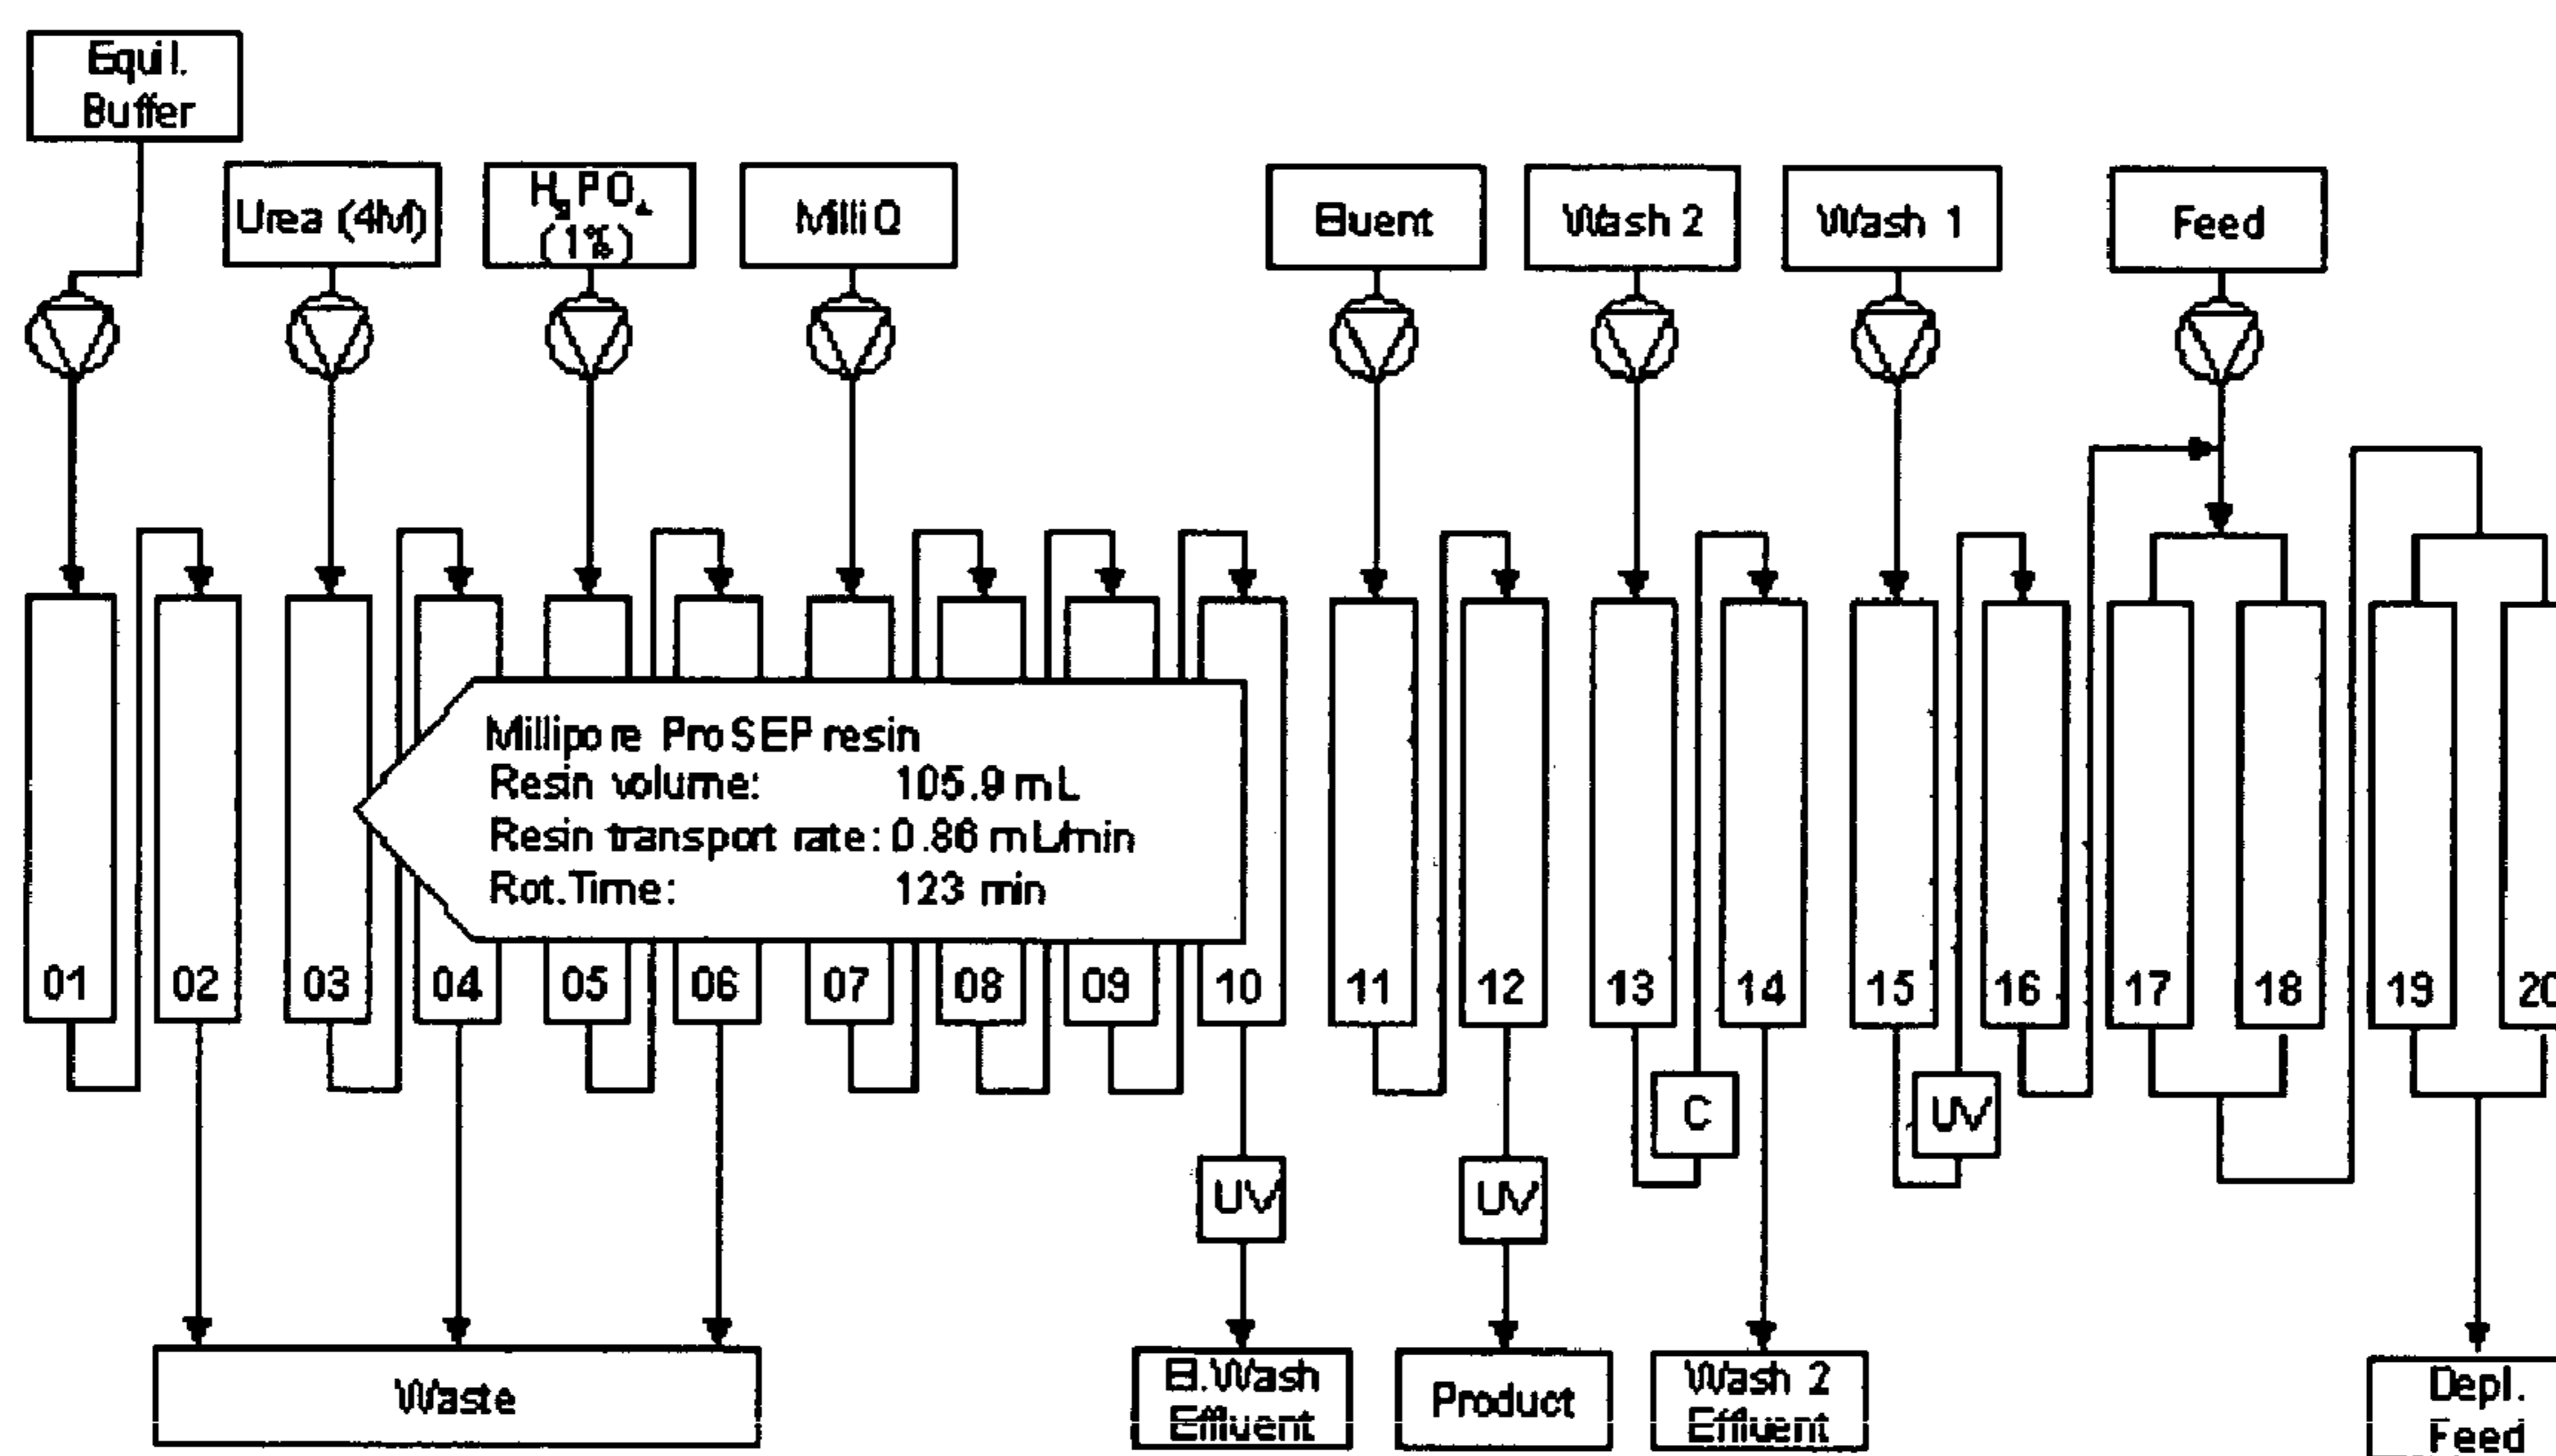 Equil.
Buffer
Urea (4M)
H3PO4
(1%)
MilliQ
Eluent
Wash 2
Wash 1
Feed
Millipore ProSEP resin
Resin volume: 105.9 mL
Resin transport rate: 0.86 mL/min
Rot.Time: 123 min
01 02 03 04 05 06 07 08 09 10 11 12 13 14 15 16 17 18 19 20
C
UV
UV
UV
Waste
El.Wash
Effluent
Product
Wash 2
Effluent
Depl.
Feed